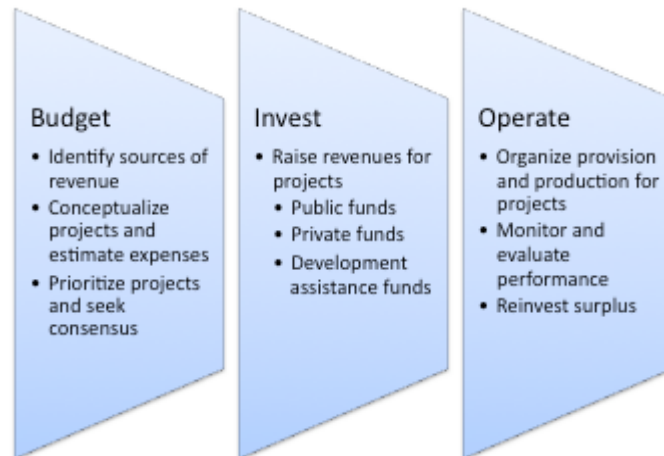 Budget
• Identify sources of
revenue
• Conceptualize
projects and
estimate expenses
• Prioritize projects
and seek
consensus
Invest
• Raise revenues for
projects
• Public funds
• Private funds
• Development
assistance funds
Operate
• Organize provision
and production for
projects
• Monitor and
evaluate
performance
• Reinvest surplus